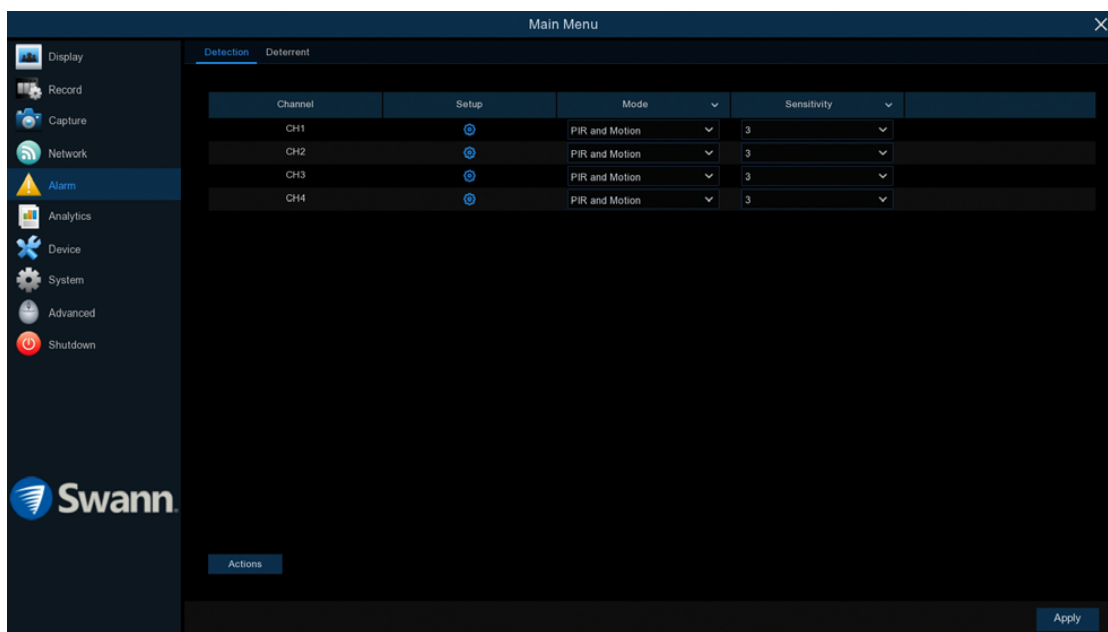 Main Menu
Display
Record
Capture
Network
Alarm
Analytics
Device
System
Advanced
Shutdown
Swann
Detection Deterrent
Channel Setup Mode Sensitivity
CH1 PIR and Motion 3
CH2 PIR and Motion 3
CH3 PIR and Motion 3
CH4 PIR and Motion 3
Actions
Apply